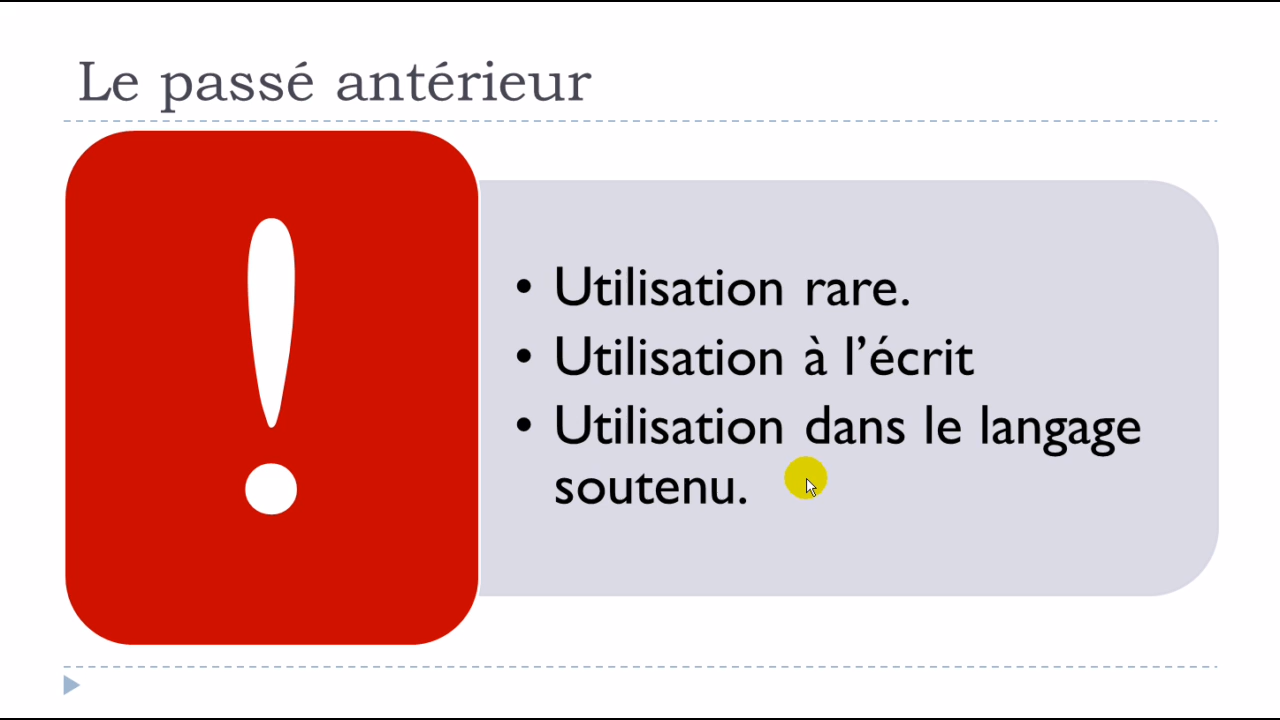 Le passé antérieur
!
• Utilisation rare.
• Utilisation à l’écrit
• Utilisation dans le langage
soutenu.